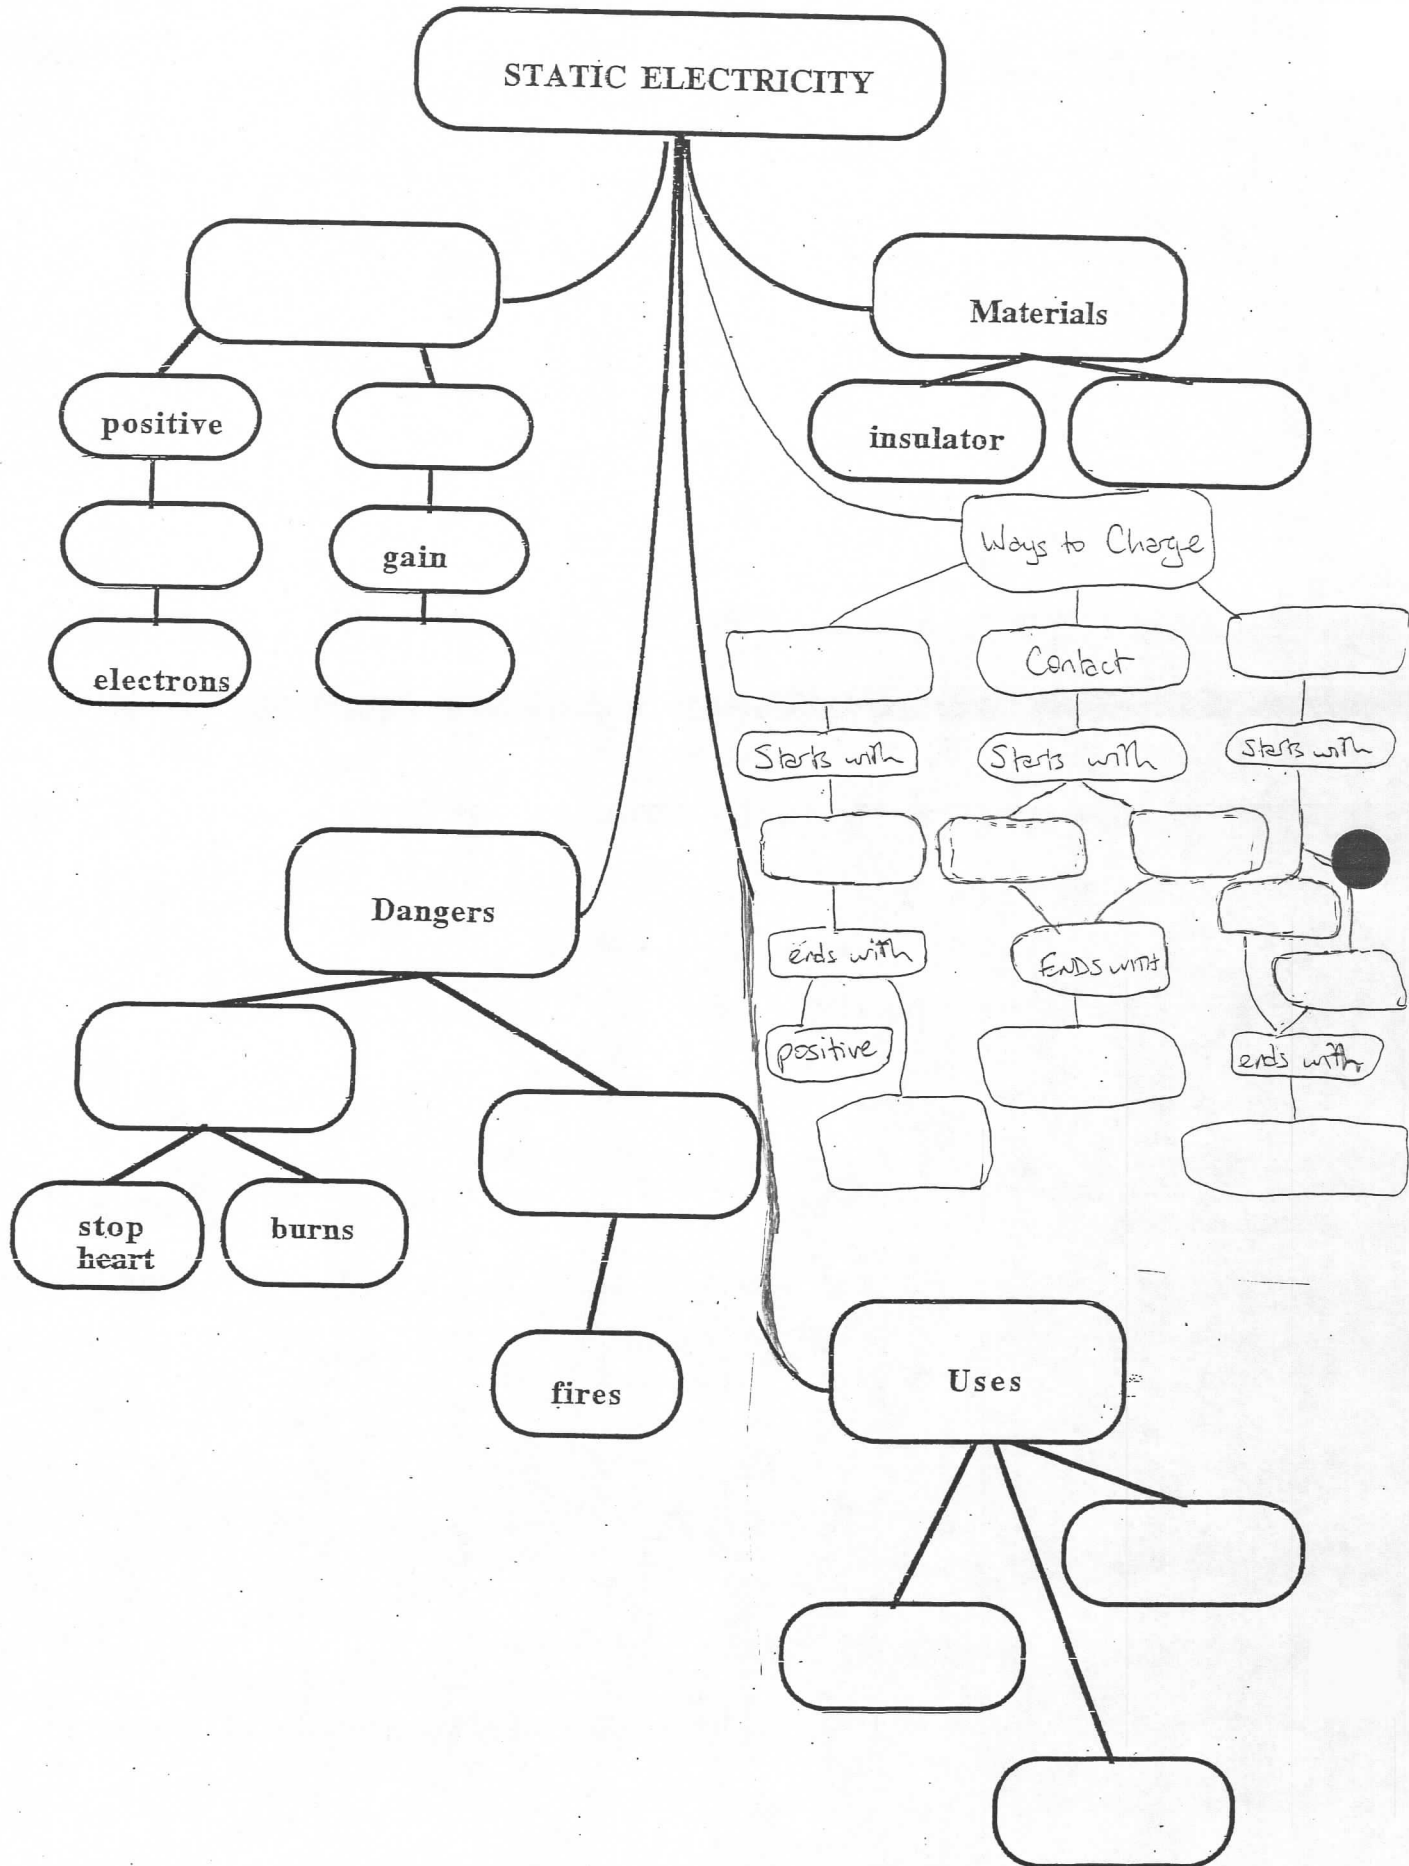 STATIC ELECTRICITY
Materials
positive
insulator
gain
Ways to Charge
electrons
Contact
Starts with
Starts with
Starts with
Dangers
ends with
ENDS WITH
positive
ends with
stop
heart
burns
fires
Uses